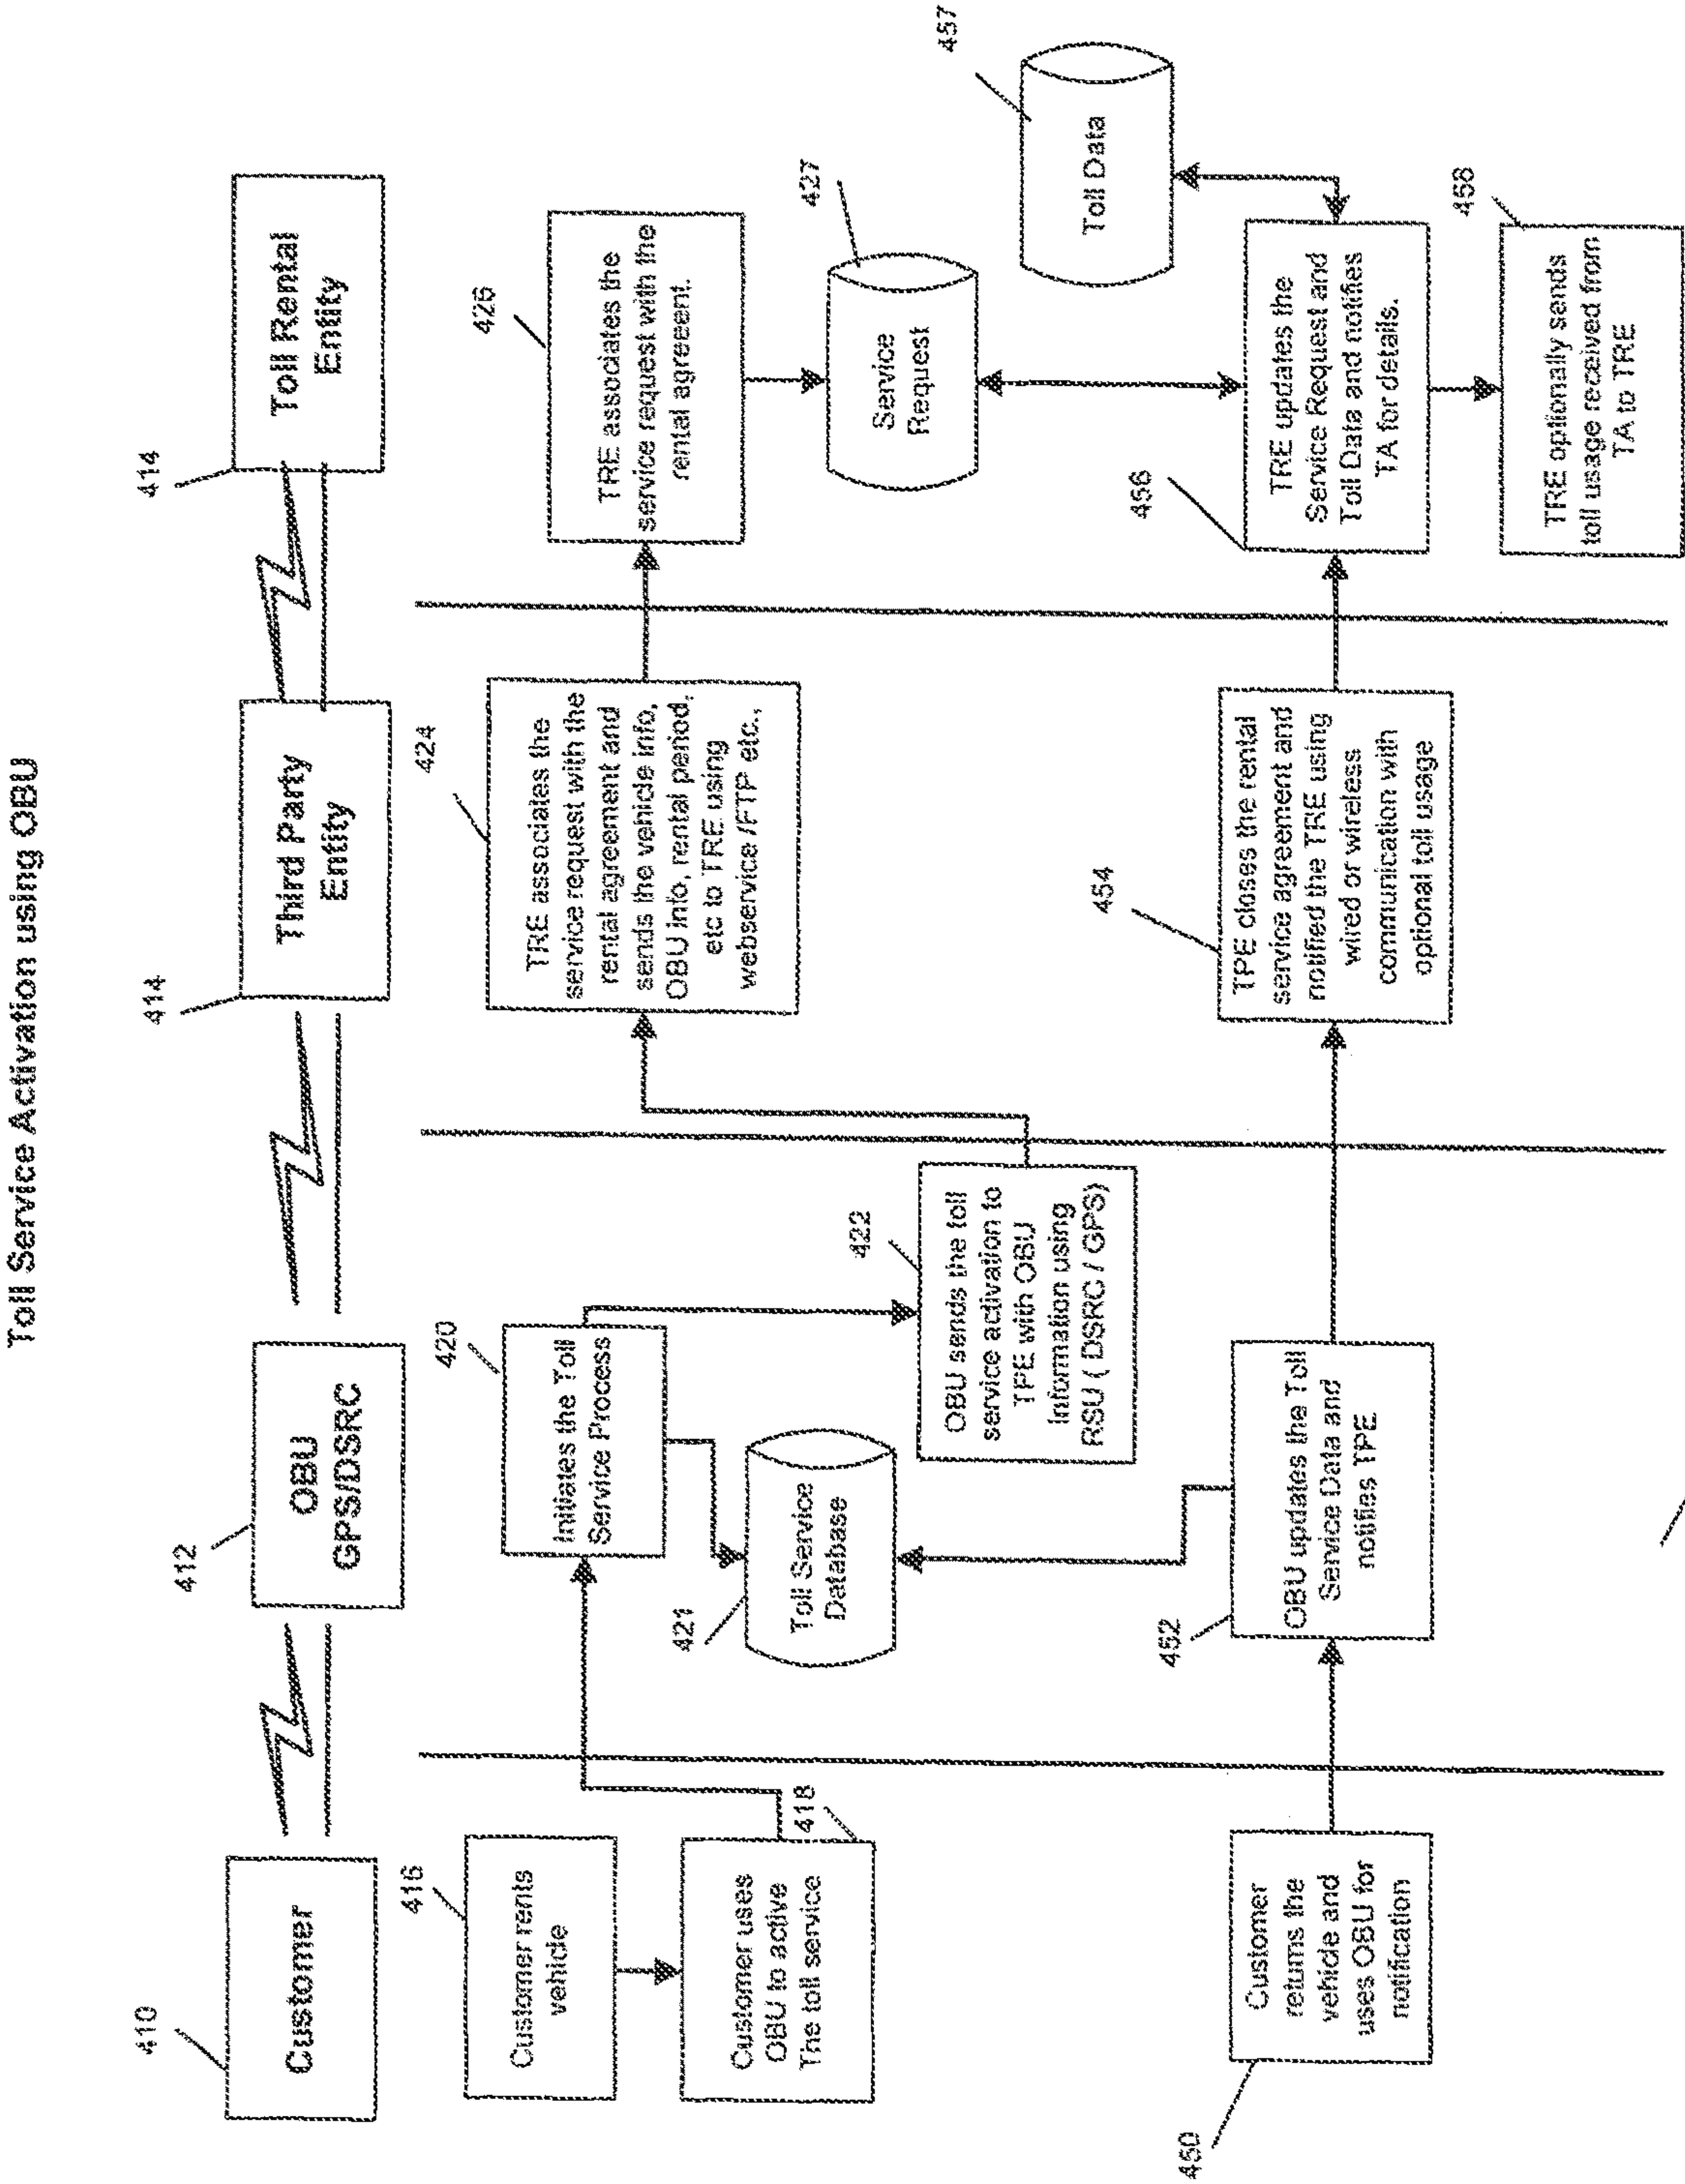 Toll Service Activation using OBU
410
Customer
412
OBU
GPS/DSRC
414
Third Party
Entity
414
Toll Rental
Entity
416
Customer rents
vehicle
418
Customer uses
OBU to active
The toll service
420
Initiates the Toll
Service Process
421
Toll Service
Database
422
OBU sends the toll
service activation to
TPE with OBU
Information using
RSU ( DSRC / GPS)
424
TRE associates the
service request with the
rental agreement and
sends the vehicle info,
OBU info, rental period,
etc to TRE using
webservice /FTP etc.,
426
TRE associates the
service request with the
rental agreeent.
427
Service
Request
450
Customer
returns the
vehicle and
uses OBU for
notification
452
OBU updates the Toll
Service Data and
notifies TPE
454
TPE closes the rental
service agreement and
notified the TRE using
wired or wireless
communication with
optional toll usage
456
TRE updates the
Service Request and
Toll Data and notifies
TA for details.
457
Toll Data
458
TRE optionally sends
toll usage received from
TA to TRE